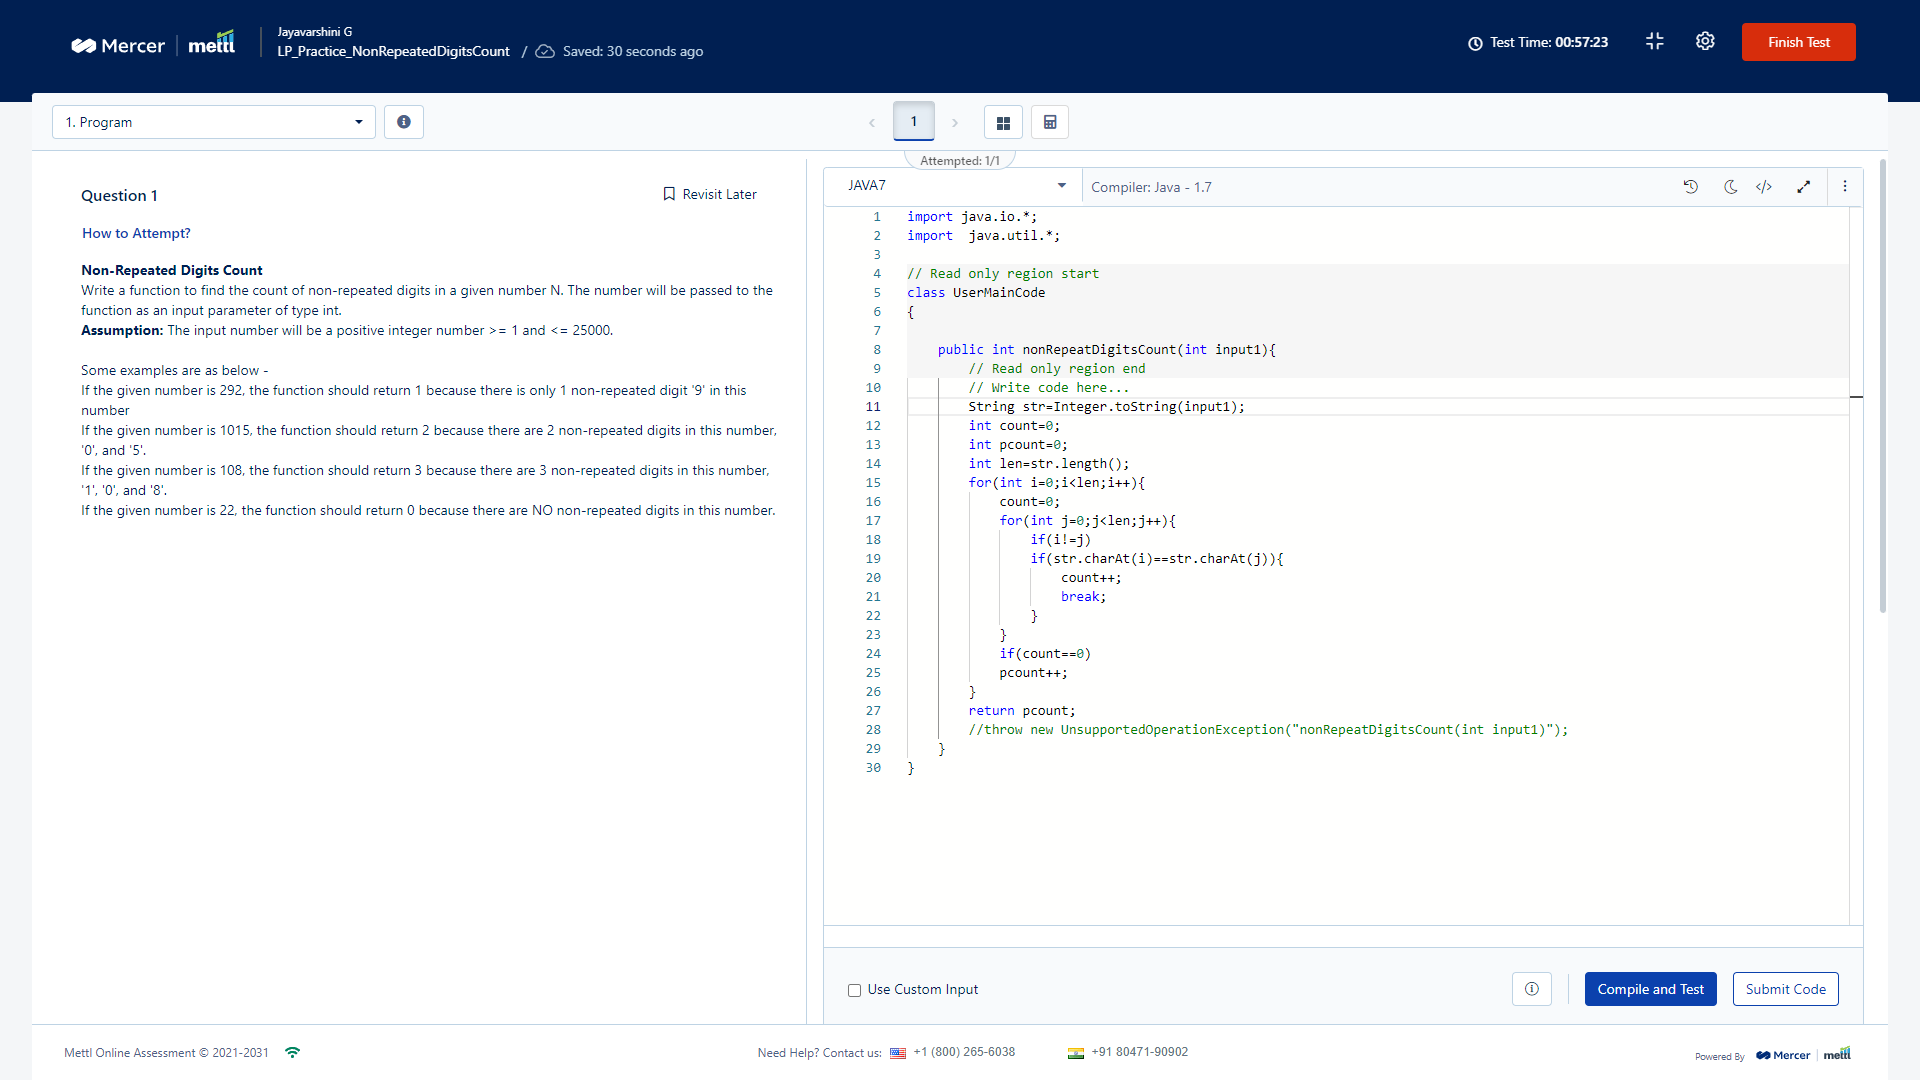 Mercer | mettl
Jayavarshini G
LP_Practice_NonRepeatedDigitsCount / Saved: 30 seconds ago
Test Time: 00:57:23
Finish Test
1. Program
1
Attempted: 1/1
Question 1
Revisit Later
How to Attempt?
Non-Repeated Digits Count
Write a function to find the count of non-repeated digits in a given number N. The number will be passed to the
function as an input parameter of type int.
Assumption: The input number will be a positive integer number >= 1 and <= 25000.
Some examples are as below -
If the given number is 292, the function should return 1 because there is only 1 non-repeated digit '9' in this
number
If the given number is 1015, the function should return 2 because there are 2 non-repeated digits in this number,
'0', and '5'.
If the given number is 108, the function should return 3 because there are 3 non-repeated digits in this number,
'1', '0', and '8'.
If the given number is 22, the function should return 0 because there are NO non-repeated digits in this number.
JAVA7
Compiler: Java - 1.7
1 import java.io.*;
2 import  java.util.*;
3
4 // Read only region start
5 class UserMainCode
6 {
7
8     public int nonRepeatDigitsCount(int input1){
9         // Read only region end
10         // Write code here...
11         String str=Integer.toString(input1);
12         int count=0;
13         int pcount=0;
14         int len=str.length();
15         for(int i=0;i<len;i++){
16             count=0;
17             for(int j=0;j<len;j++){
18                 if(i!=j)
19                 if(str.charAt(i)==str.charAt(j)){
20                     count++;
21                     break;
22                 }
23             }
24             if(count==0)
25             pcount++;
26         }
27         return pcount;
28         //throw new UnsupportedOperationException("nonRepeatDigitsCount(int input1)");
29     }
30 }
Use Custom Input
Compile and Test
Submit Code
Mettl Online Assessment © 2021-2031
Need Help? Contact us: +1 (800) 265-6038
+91 80471-90902
Powered By Mercer | mettl